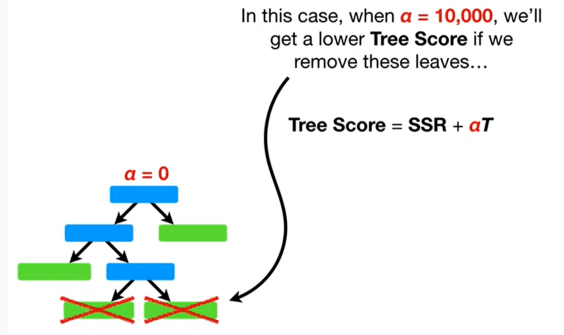 In this case, when α = 10,000, we’ll
get a lower Tree Score if we
remove these leaves…
Tree Score = SSR + αT
α = 0